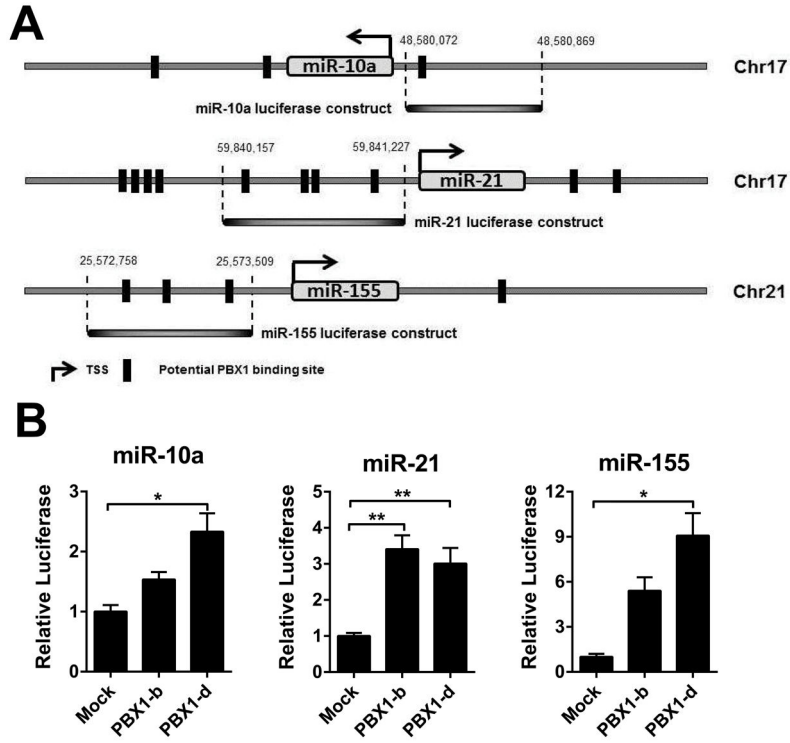 A
48,580,072
48,580,869
miR-10a
Chr17
miR-10a luciferase construct
59,840,157
59,841,227
miR-21
Chr17
miR-21 luciferase construct
25,572,758
25,573,509
miR-155
Chr21
miR-155 luciferase construct
TSS
Potential PBX1 binding site
B
miR-10a
Relative Luciferase
3
2
1
0
*
Mock
PBX1-b
PBX1-d
miR-21
Relative Luciferase
5
4
3
2
1
0
**
**
Mock
PBX1-b
PBX1-d
miR-155
Relative Luciferase
12
9
6
3
0
*
Mock
PBX1-b
PBX1-d